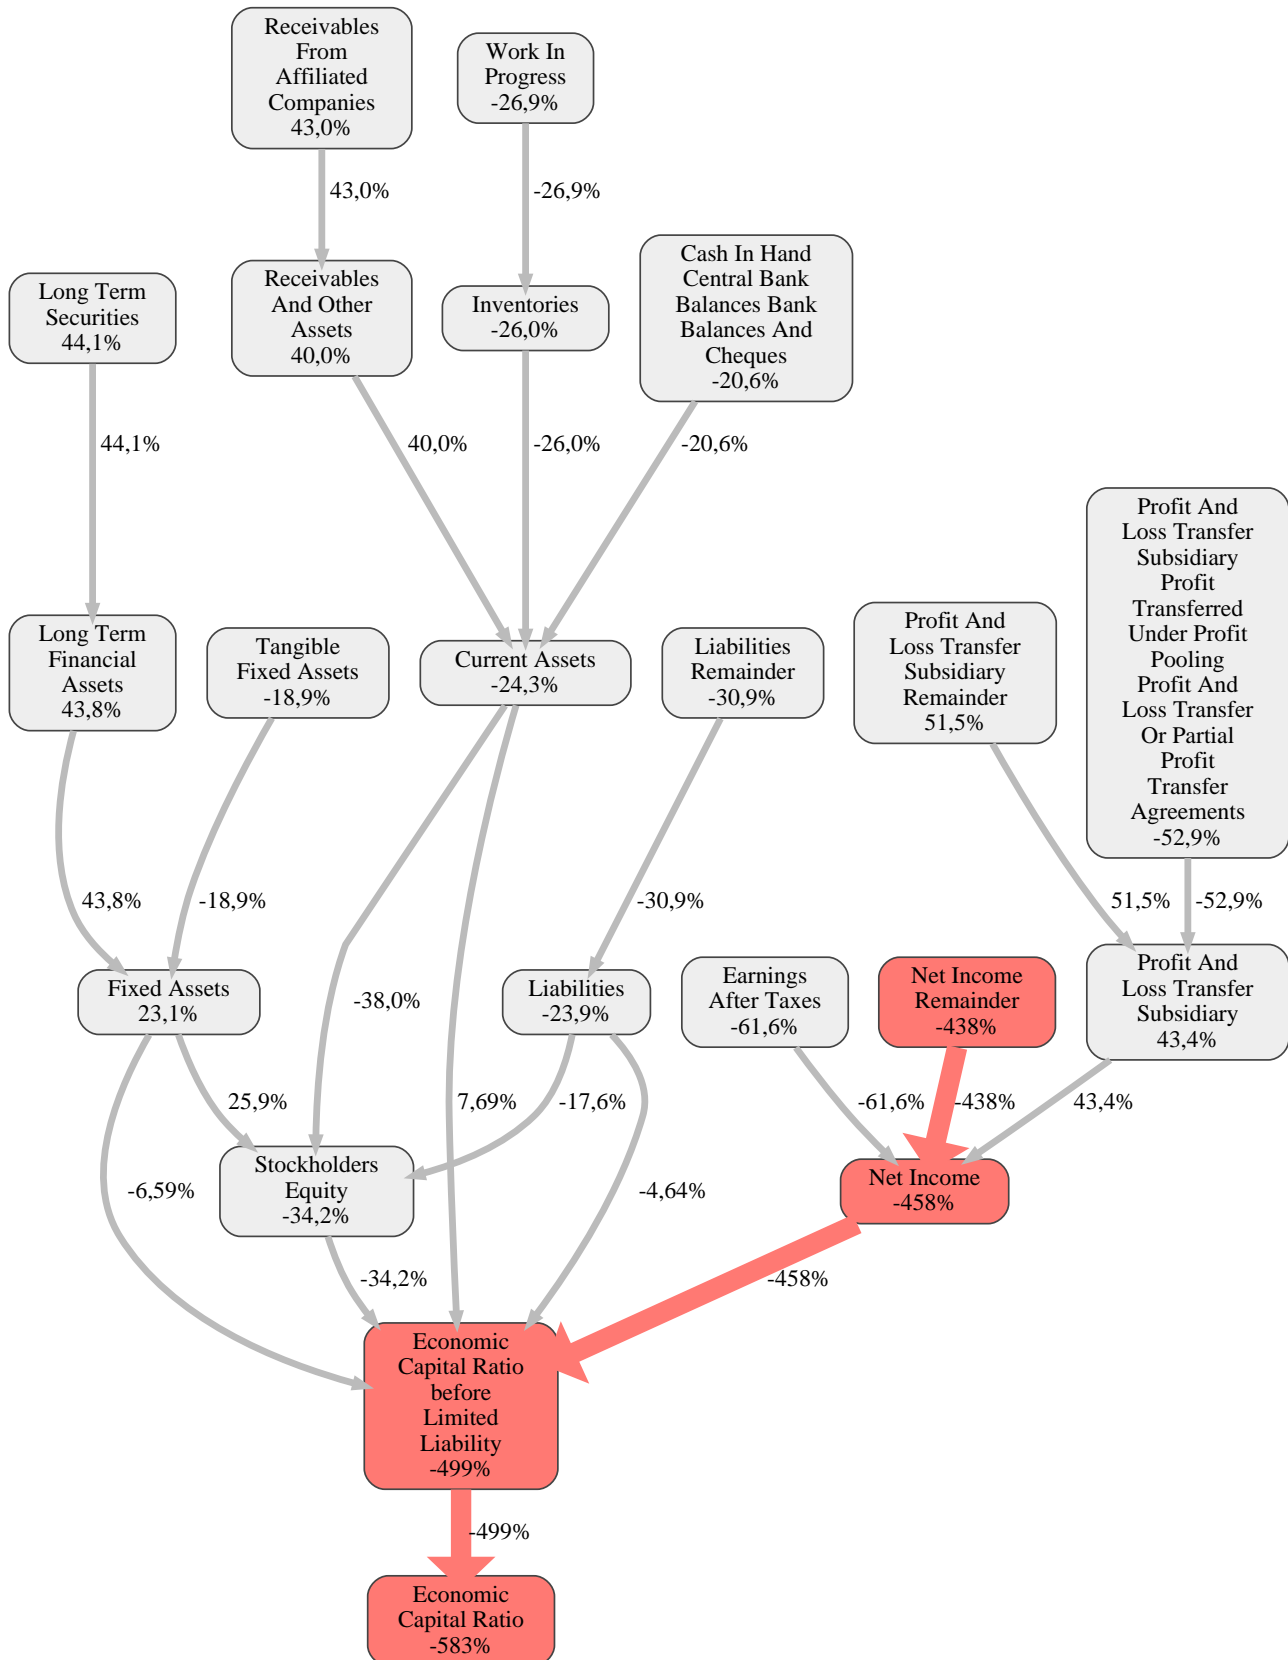 Receivables
From
Affiliated
Companies
43,0%
Work In
Progress
-26,9%
43,0%
-26,9%
Long Term
Securities
44,1%
Receivables
And Other
Assets
40,0%
Inventories
-26,0%
Cash In Hand
Central Bank
Balances Bank
Balances And
Cheques
-20,6%
44,1%
40,0%
-26,0%
-20,6%
Profit And
Loss Transfer
Subsidiary
Profit
Transferred
Under Profit
Pooling
Profit And
Loss Transfer
Or Partial
Profit
Transfer
Agreements
-52,9%
Long Term
Financial
Assets
43,8%
Tangible
Fixed Assets
-18,9%
Current Assets
-24,3%
Liabilities
Remainder
-30,9%
Profit And
Loss Transfer
Subsidiary
Remainder
51,5%
43,8%
-18,9%
-30,9%
51,5%
-52,9%
Fixed Assets
23,1%
-38,0%
Liabilities
-23,9%
Earnings
After Taxes
-61,6%
Net Income
Remainder
-438%
Profit And
Loss Transfer
Subsidiary
43,4%
25,9%
7,69%
-17,6%
-61,6%
-438%
43,4%
-6,59%
Stockholders
Equity
-34,2%
-4,64%
Net Income
-458%
-34,2%
-458%
Economic
Capital Ratio
before
Limited
Liability
-499%
-499%
Economic
Capital Ratio
-583%